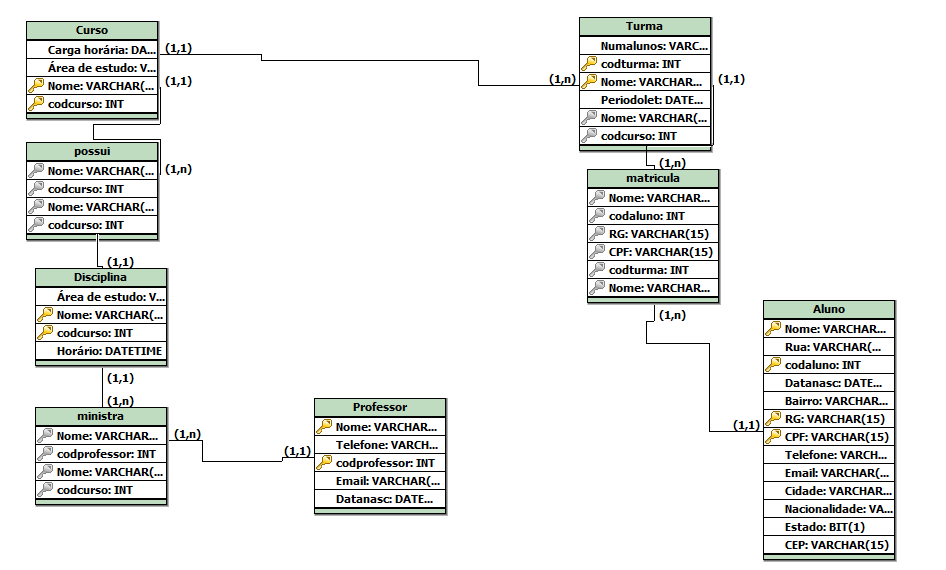 Curso
Carga horária: DA...
Área de estudo: V...
Nome: VARCHAR(...
codcurso: INT
(1,1)
(1,1)
possui
Nome: VARCHAR(...
codcurso: INT
Nome: VARCHAR(...
codcurso: INT
(1,n)
(1,1)
Disciplina
Área de estudo: V...
Nome: VARCHAR(...
codcurso: INT
Horário: DATETIME
(1,1)
(1,n)
ministra
Nome: VARCHAR...
codprofessor: INT
Nome: VARCHAR(...
codcurso: INT
(1,n)
(1,1)
Professor
Nome: VARCHAR...
Telefone: VARCH...
codprofessor: INT
Email: VARCHAR(...
Datanasc: DATE...
Turma
Numalunos: VARC...
codturma: INT
Nome: VARCHAR...
Periodolet: DATE...
Nome: VARCHAR(...
codcurso: INT
(1,n)
(1,1)
(1,n)
matricula
Nome: VARCHAR...
codaluno: INT
RG: VARCHAR(15)
CPF: VARCHAR(15)
codturma: INT
Nome: VARCHAR...
(1,n)
(1,1)
Aluno
Nome: VARCHAR...
Rua: VARCHAR(...
codaluno: INT
Datanasc: DATE...
Bairro: VARCHAR...
RG: VARCHAR(15)
CPF: VARCHAR(15)
Telefone: VARCH...
Email: VARCHAR(...
Cidade: VARCHAR...
Nacionalidade: VA...
Estado: BIT(1)
CEP: VARCHAR(15)